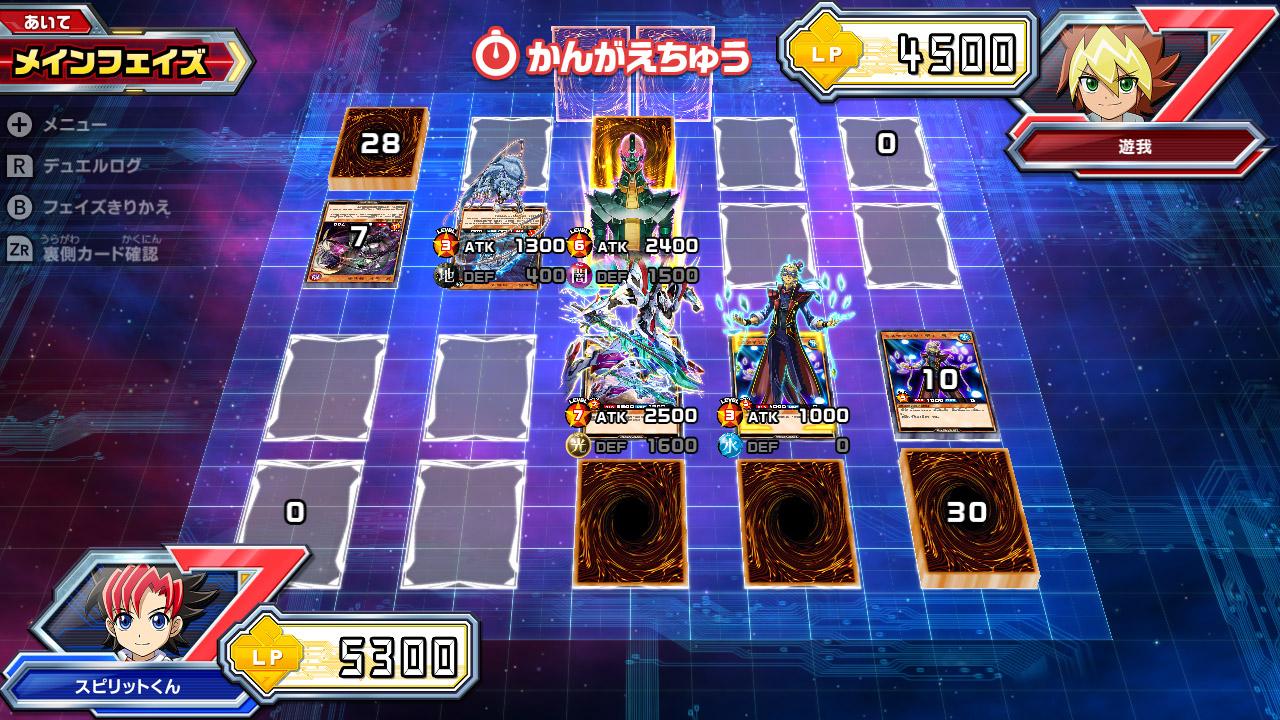 あいて
メインフェイズ
かんがえちゅう
LP 4500
遊我
+ メニュー
R デュエルログ
B フェイズきりかえ
うらがわ かくにん
ZR 裏側カード確認
28
0
7
LEVEL 3 ATK 1300
地 DEF 400
LEVEL 6 ATK 2400
闇 DEF 1500
LEVEL 7 ATK 2500
光 DEF 1600
LEVEL 3 ATK 1000
水 DEF 0
10
0
30
LP 5300
スピリットくん